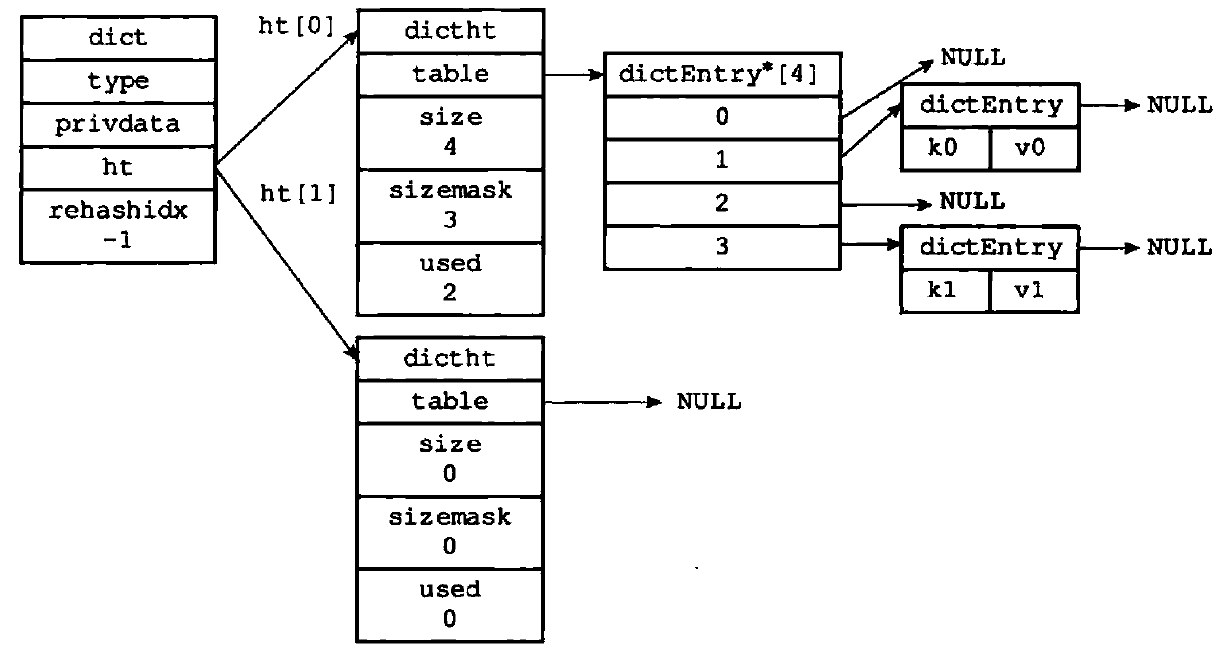 dict
type
privdata
ht
rehashidx
-1
ht[0]
ht[1]
dictht
table
size
4
sizemask
3
used
2
dictEntry*[4]
0
1
2
3
NULL
dictEntry
k0 v0
NULL
NULL
dictEntry
k1 v1
NULL
dictht
table
NULL
size
0
sizemask
0
used
0